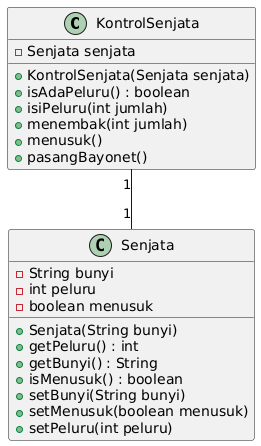 C KontrolSenjata
Senjata senjata
KontrolSenjata(Senjata senjata)
isAdaPeluru() : boolean
isiPeluru(int jumlah)
menembak(int jumlah)
menusuk()
pasangBayonet()
1
1
C Senjata
String bunyi
int peluru
boolean menusuk
Senjata(String bunyi)
getPeluru() : int
getBunyi() : String
isMenusuk() : boolean
setBunyi(String bunyi)
setMenusuk(boolean menusuk)
setPeluru(int peluru)